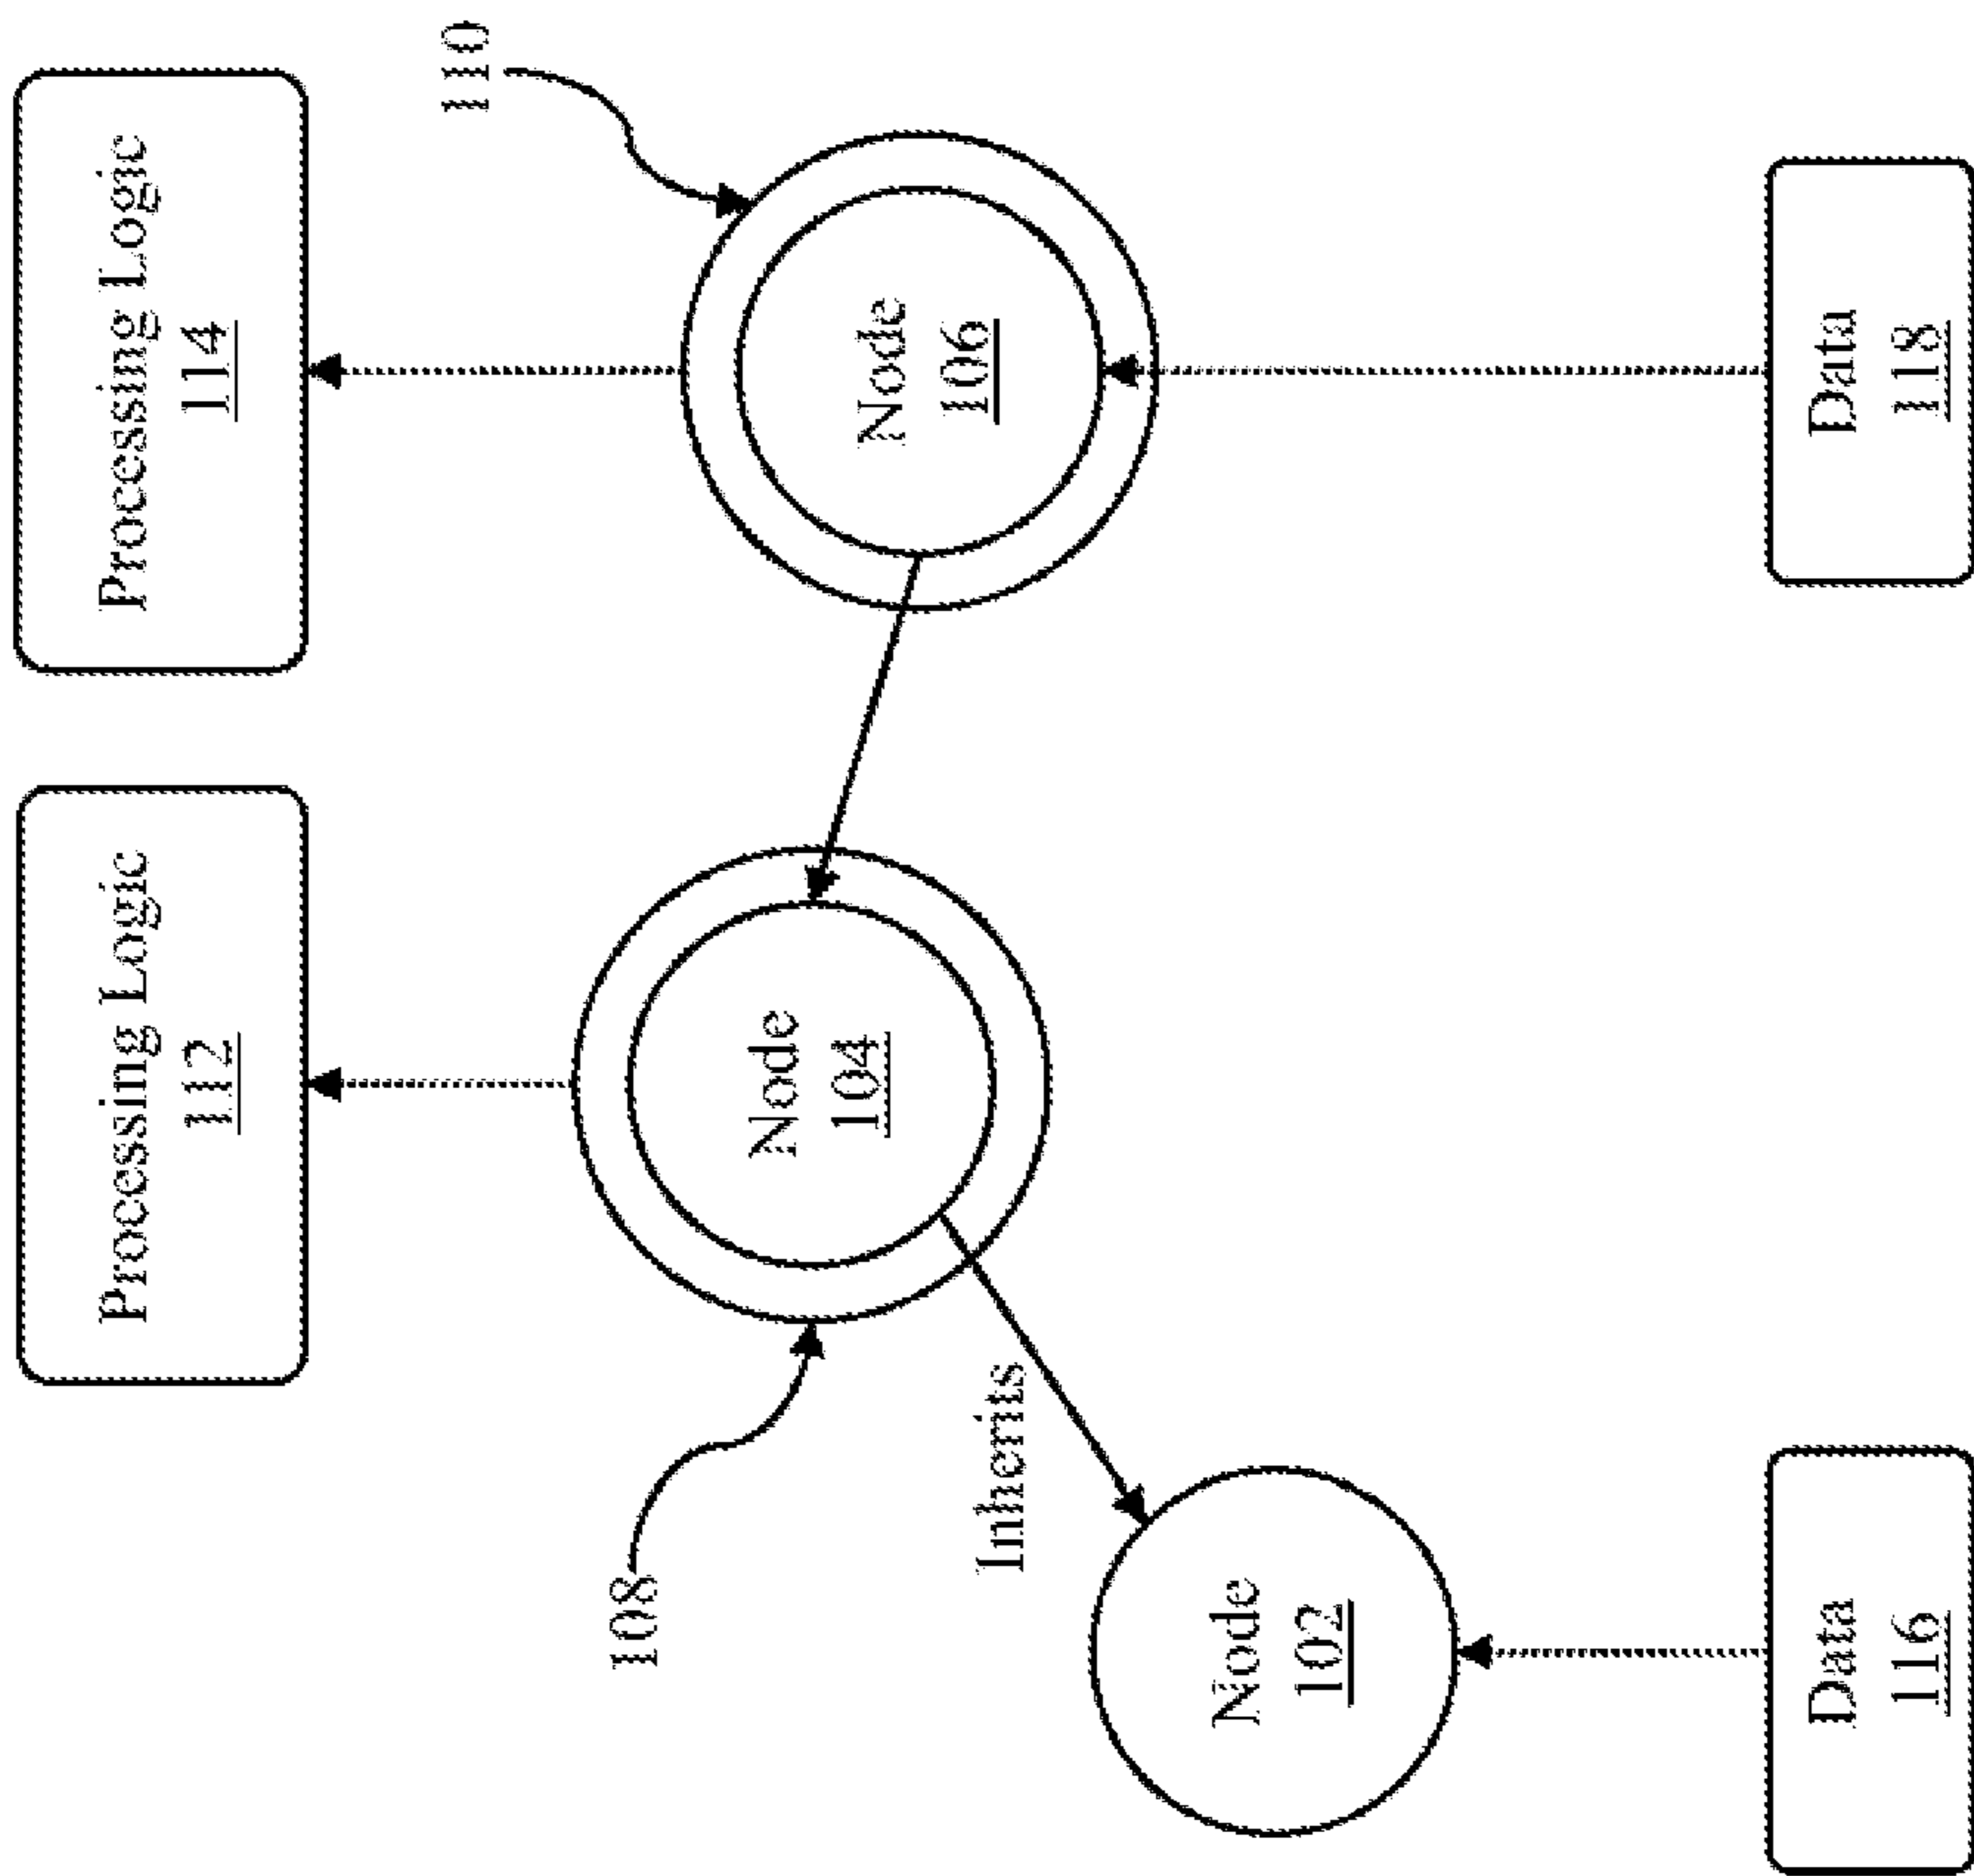 Processing Logic
112
Processing Logic
114
110
108
Node
104
Node
106
Inherits
Node
102
Data
116
Data
118